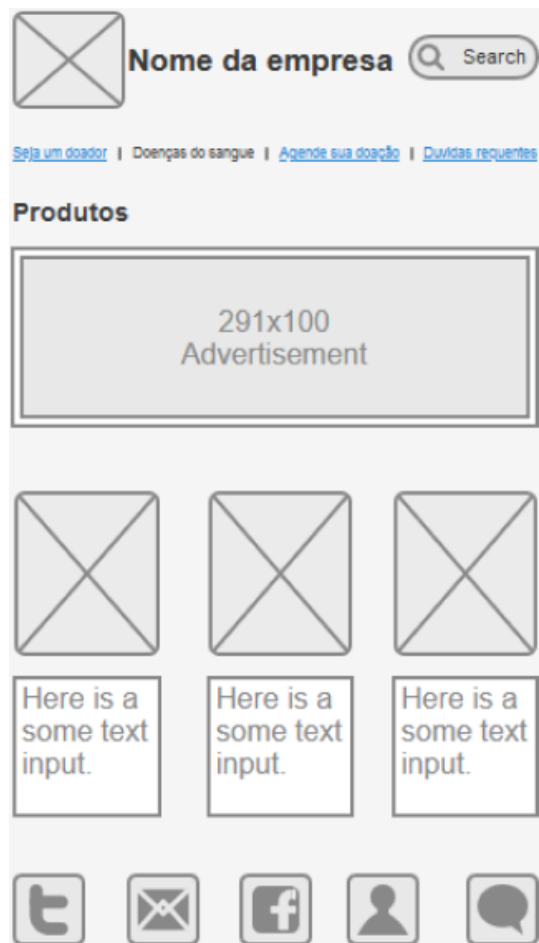 Nome da empresa
Search
Seja um doador | Doenças do sangue | Agende sua doação | Duvidas requentes
Produtos
291x100
Advertisement
Here is a
some text
input.
Here is a
some text
input.
Here is a
some text
input.